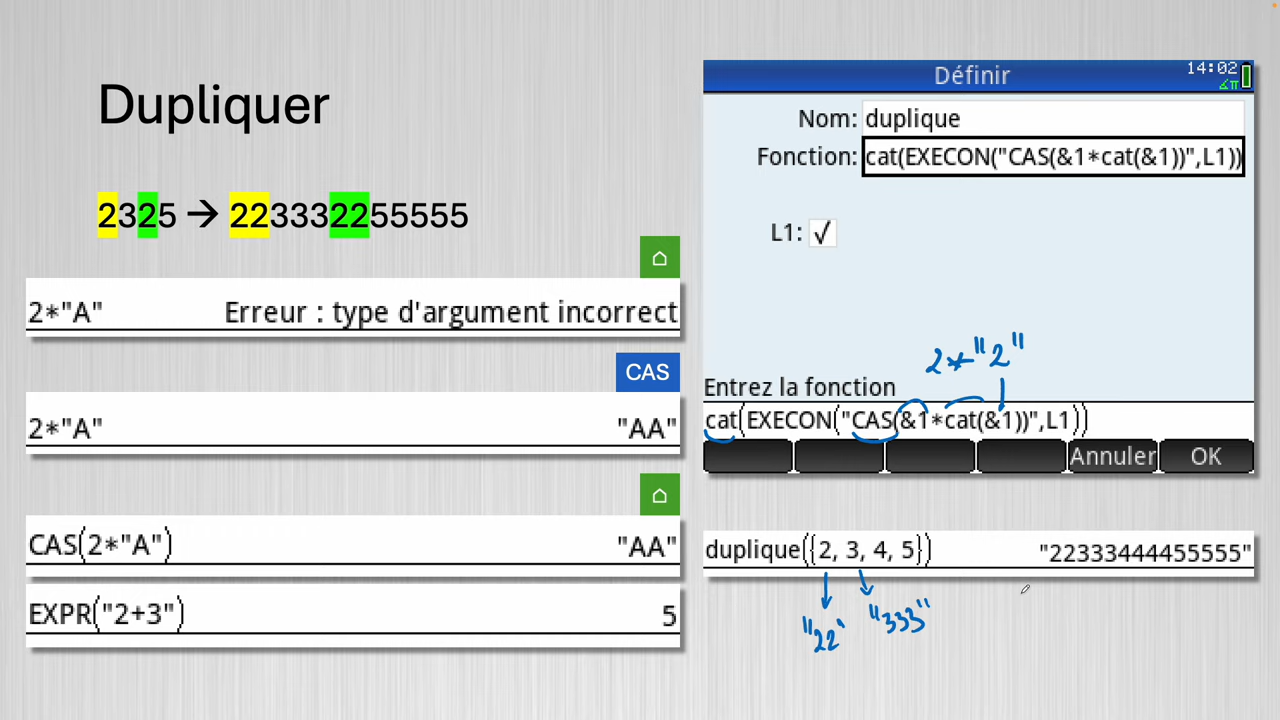 Dupliquer
2325 → 223332255555
2*"A" Erreur : type d'argument incorrect
CAS
2*"A" "AA"
CAS(2*"A") "AA"
EXPR("2+3") 5
Définir 14:02
∡π
Nom: duplique
Fonction: cat(EXECON("CAS(&1*cat(&1))",L1))
L1: √
2*"2"
Entrez la fonction
cat(EXECON("CAS(&1*cat(&1))",L1))
Annuler OK
duplique({2, 3, 4, 5}) "22333444455555"
"22" "333"